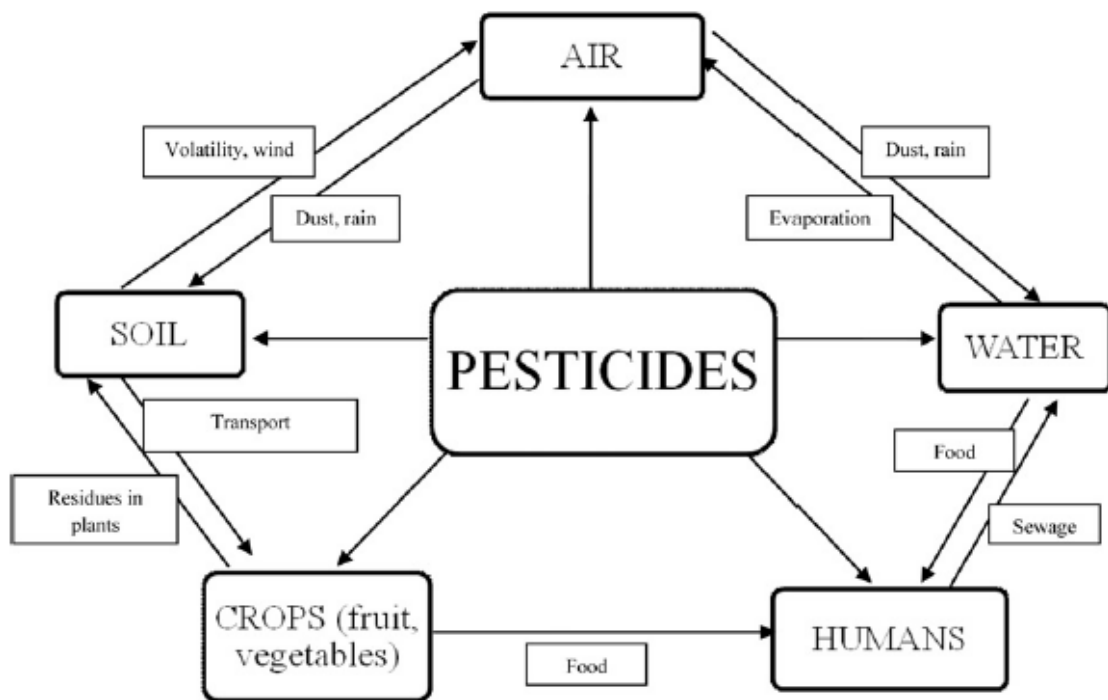 AIR
Volatility, wind
Dust, rain
Dust, rain
Evaporation
SOIL
PESTICIDES
WATER
Transport
Food
Residues in
plants
Sewage
CROPS (fruit,
vegetables)
HUMANS
Food